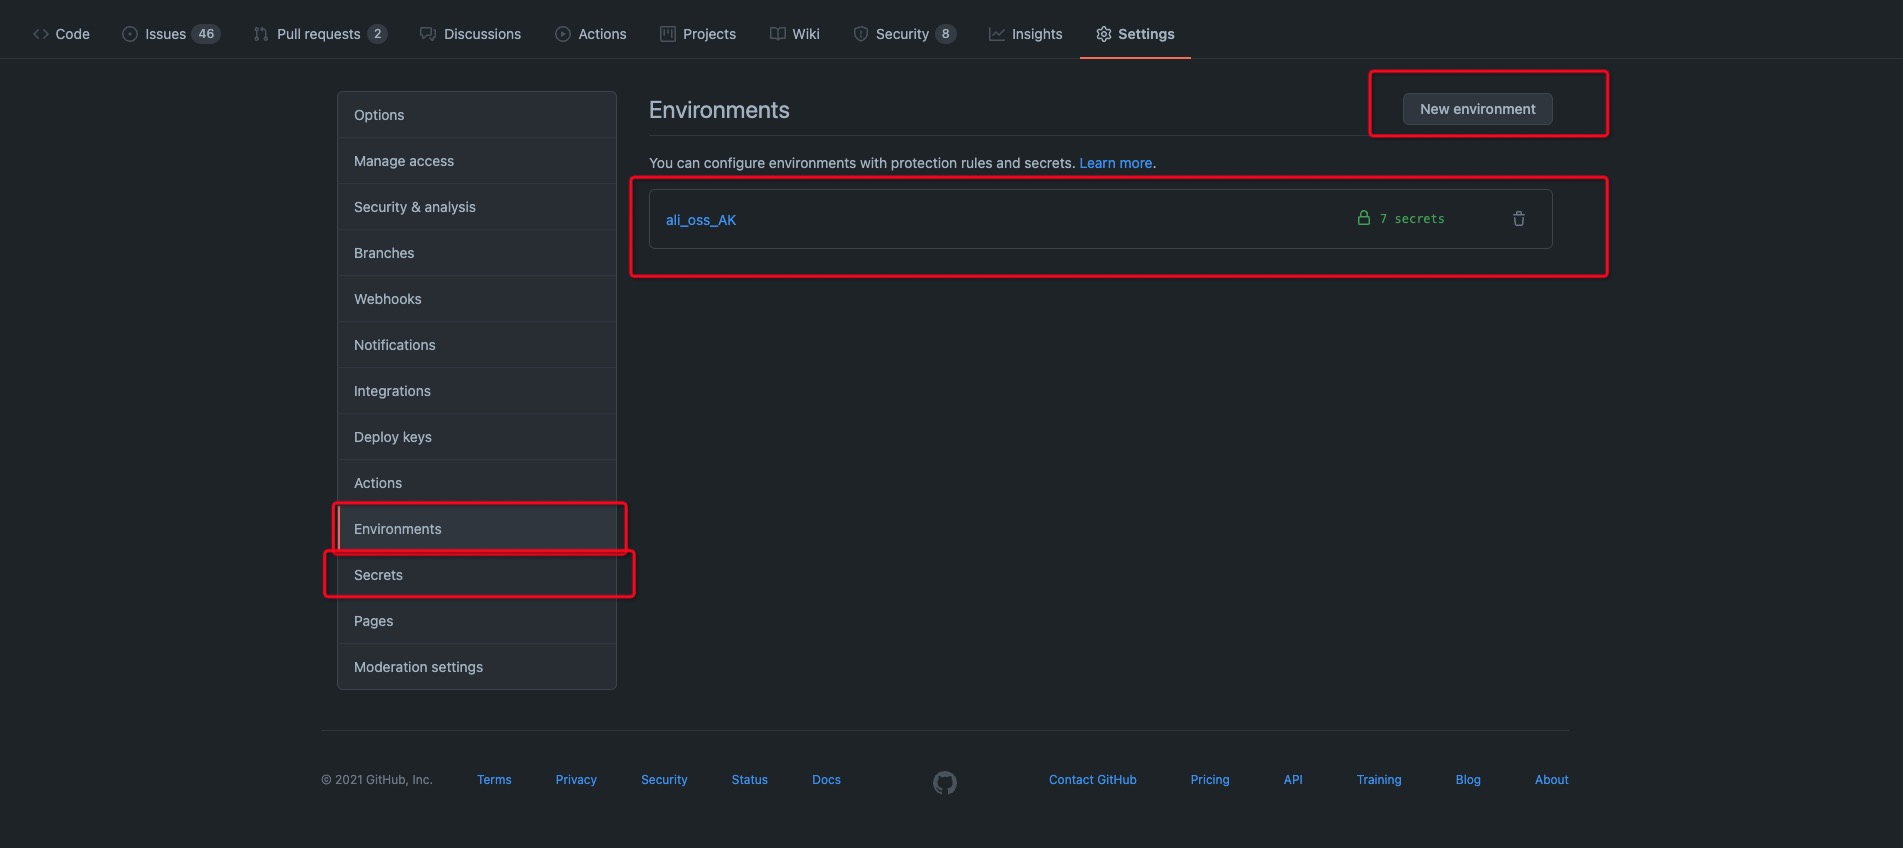 Code Issues 46 Pull requests 2 Discussions Actions Projects Wiki Security 8 Insights Settings
Options
Manage access
Security & analysis
Branches
Webhooks
Notifications
Integrations
Deploy keys
Actions
Environments
Secrets
Pages
Moderation settings
Environments
New environment
You can configure environments with protection rules and secrets. Learn more.
ali_oss_AK
7 secrets
© 2021 GitHub, Inc. Terms Privacy Security Status Docs Contact GitHub Pricing API Training Blog About